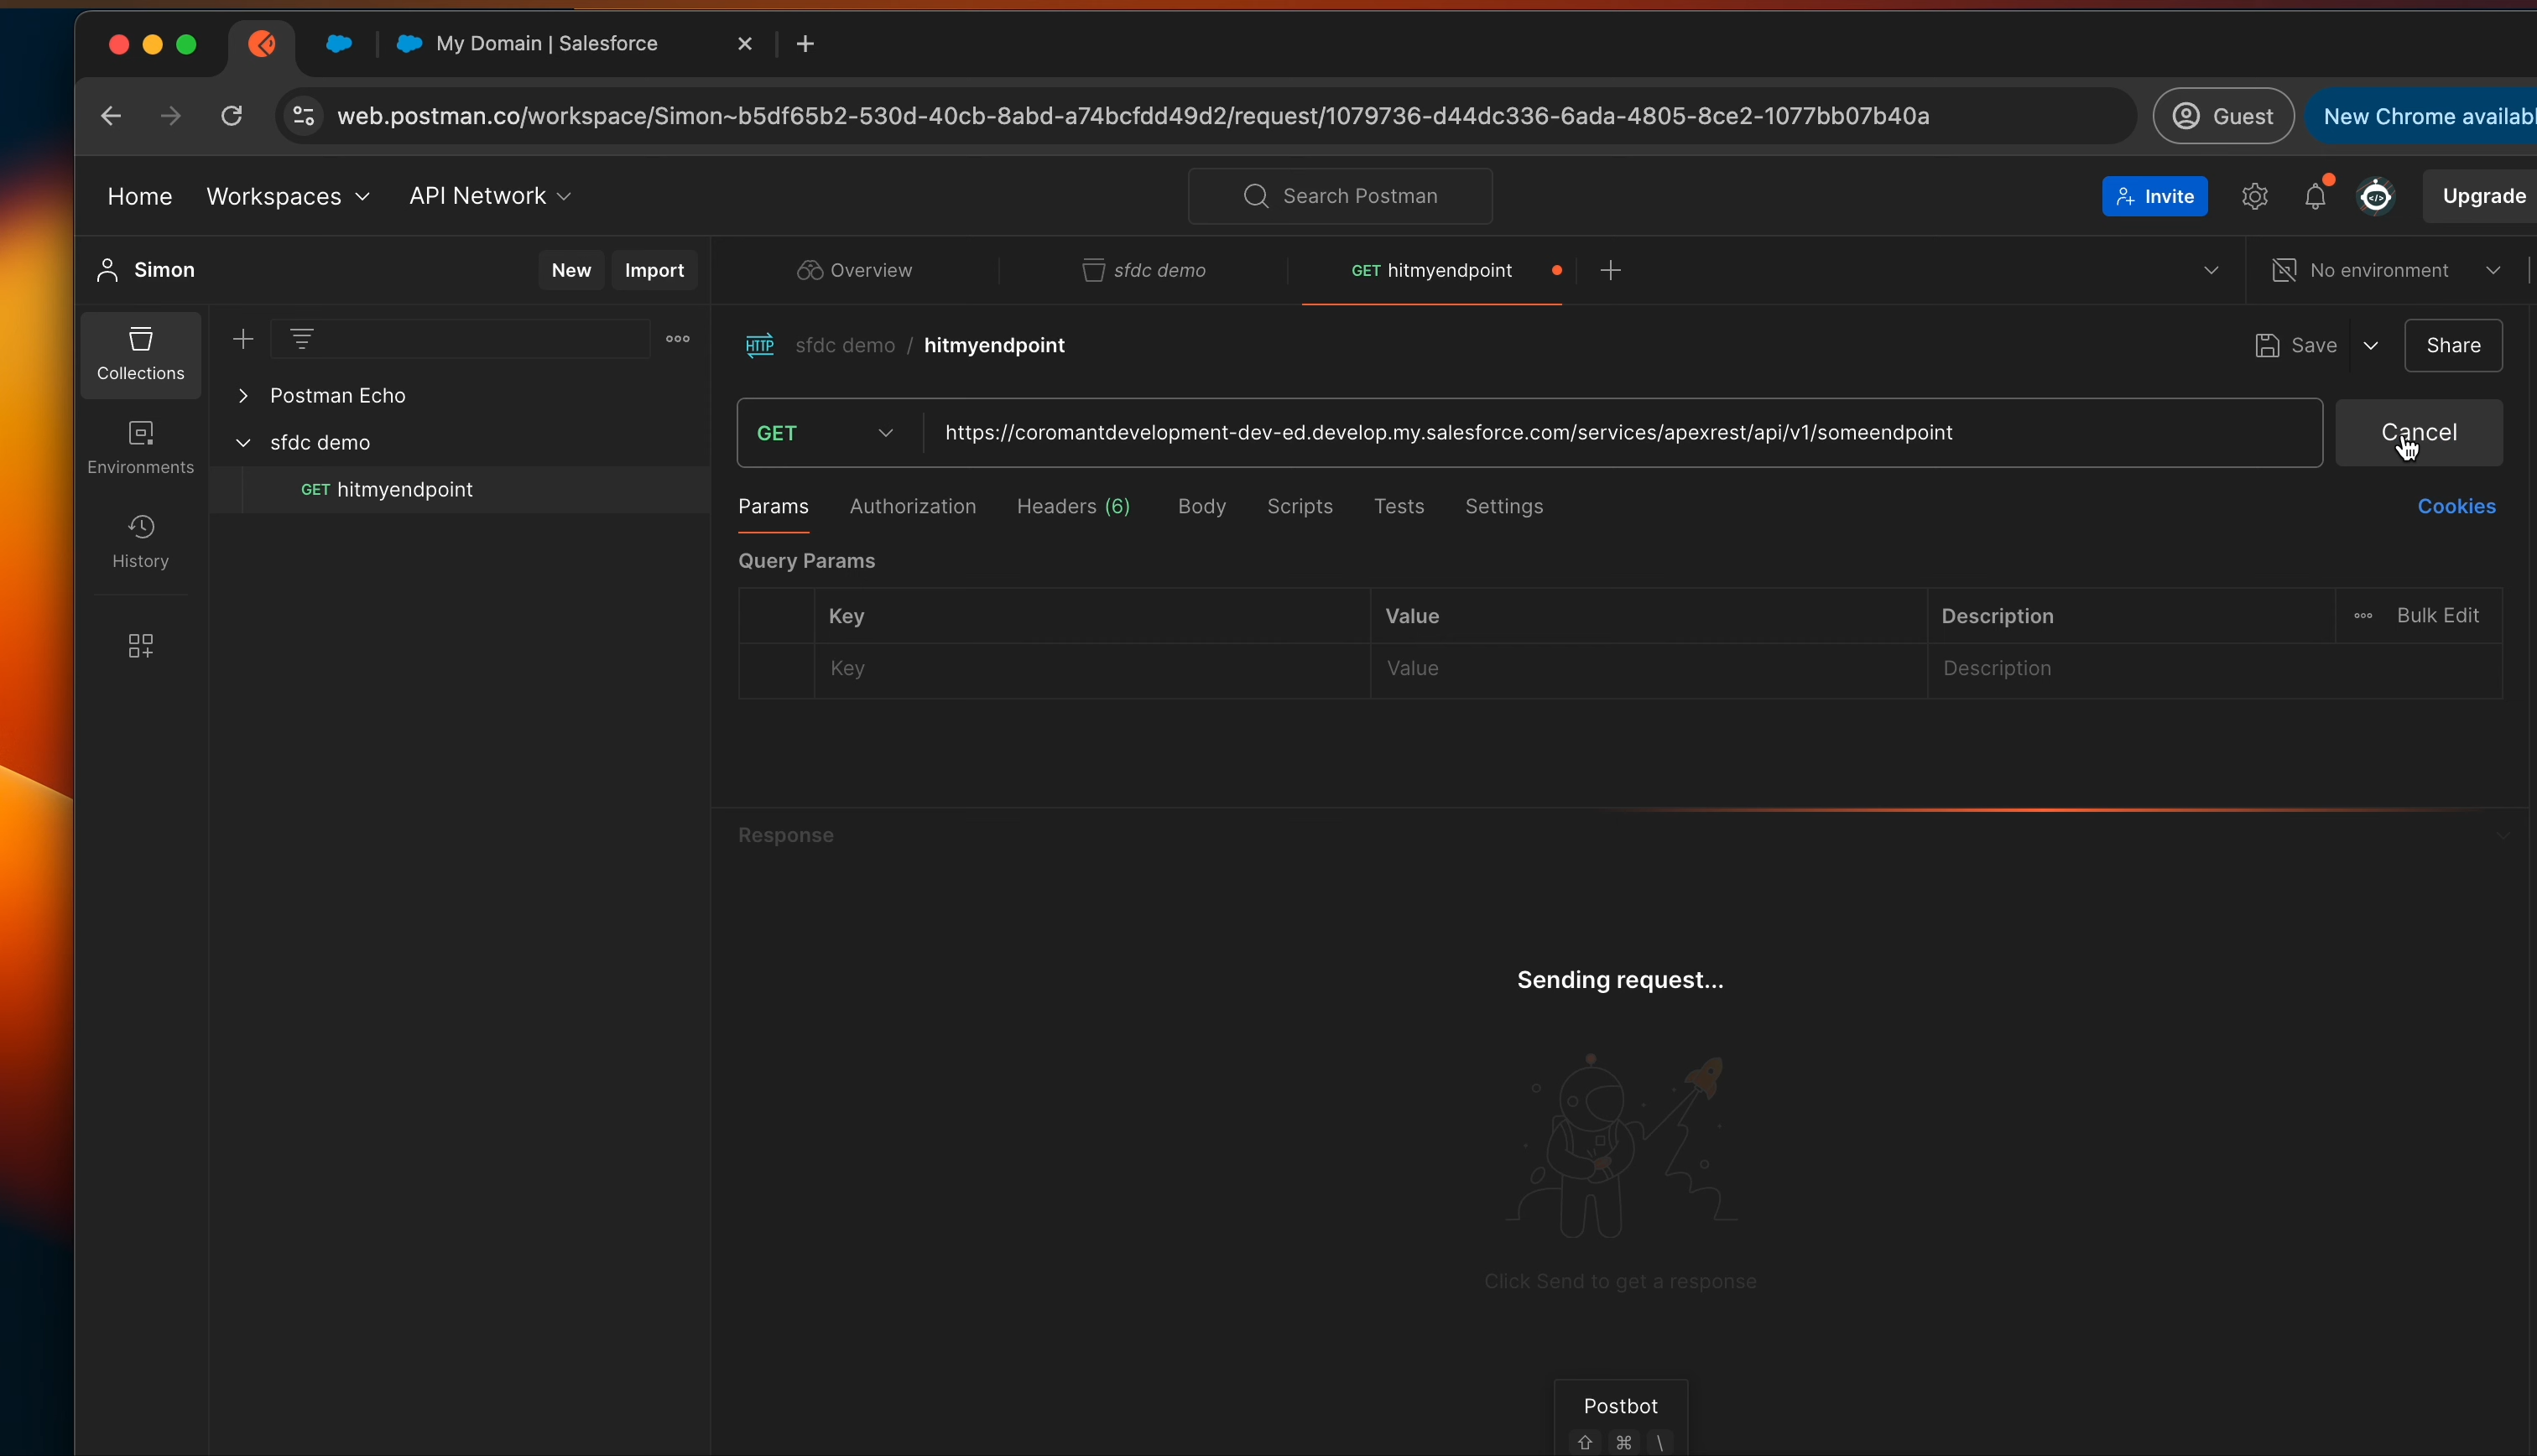 My Domain | Salesforce
web.postman.co/workspace/Simon~b5df65b2-530d-40cb-8abd-a74bcfdd49d2/request/1079736-d44dc336-6ada-4805-8ce2-1077bb07b40a
Guest
New Chrome availab
Home
Workspaces
API Network
Search Postman
Invite
Upgrade
Simon
New
Import
Overview
sfdc demo
GET hitmyendpoint
No environment
Collections
Environments
History
Postman Echo
sfdc demo
GET hitmyendpoint
HTTP sfdc demo / hitmyendpoint
Save
Share
GET
https://coromantdevelopment-dev-ed.develop.my.salesforce.com/services/apexrest/api/v1/someendpoint
Cancel
Params
Authorization
Headers (6)
Body
Scripts
Tests
Settings
Cookies
Query Params
Key
Value
Description
Bulk Edit
Key
Value
Description
Response
Sending request...
Click Send to get a response
Postbot
⇧ ⌘ \